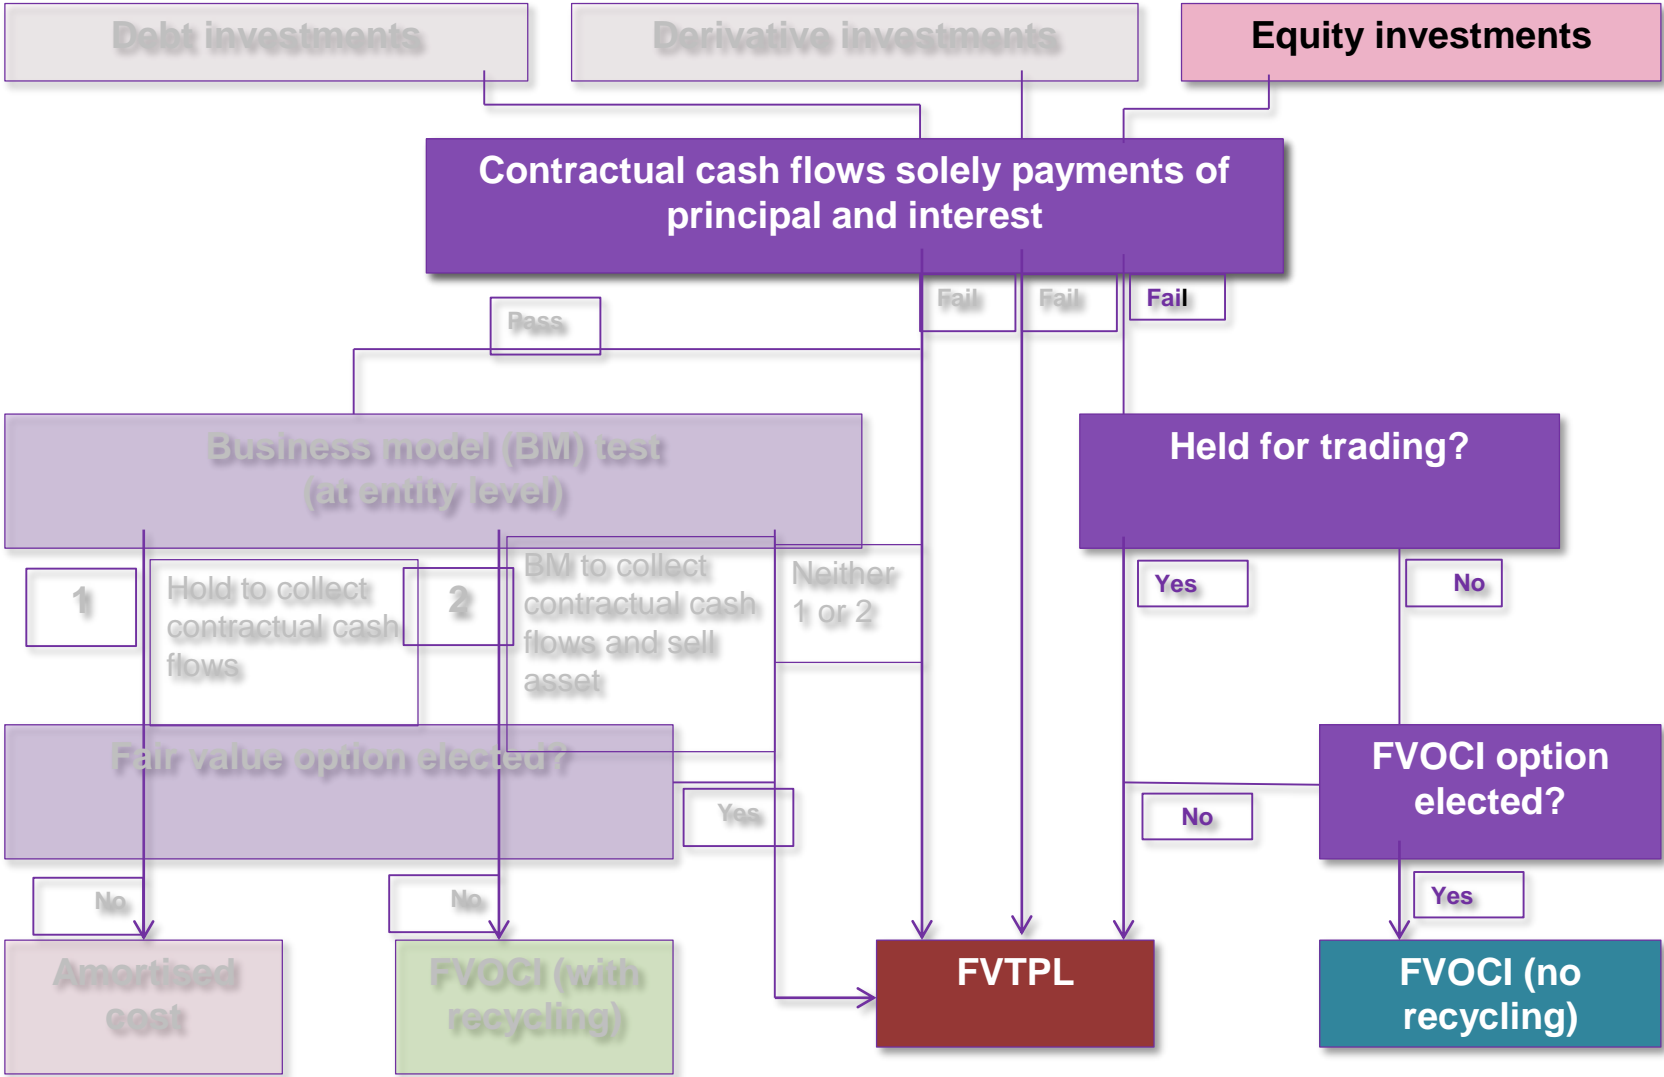 Debt investments
Derivative investments
Equity investments
Contractual cash flows solely payments of
principal and interest
Pass
Fail
Fail
Fail
Business model (BM) test
(at entity level)
Held for trading?
1
Hold to collect
contractual cash
flows
2
BM to collect
contractual cash
flows and sell
asset
Neither
1 or 2
Yes
No
Fair value option elected?
Yes
No
FVOCI option
elected?
No
No
Yes
Amortised
cost
FVOCI (with
recycling)
FVTPL
FVOCI (no
recycling)